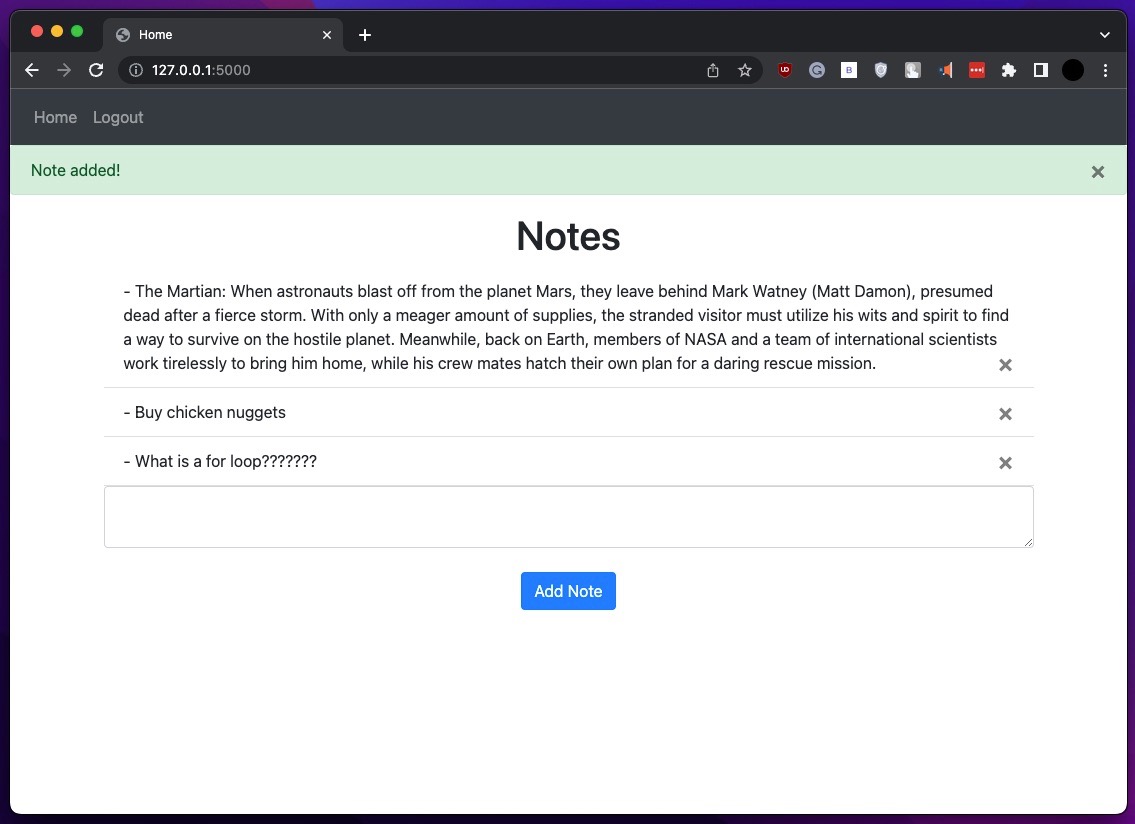 Home
127.0.0.1:5000
Home Logout
Note added!
Notes
- The Martian: When astronauts blast off from the planet Mars, they leave behind Mark Watney (Matt Damon), presumed
dead after a fierce storm. With only a meager amount of supplies, the stranded visitor must utilize his wits and spirit to find
a way to survive on the hostile planet. Meanwhile, back on Earth, members of NASA and a team of international scientists
work tirelessly to bring him home, while his crew mates hatch their own plan for a daring rescue mission.
- Buy chicken nuggets
- What is a for loop???????
Add Note